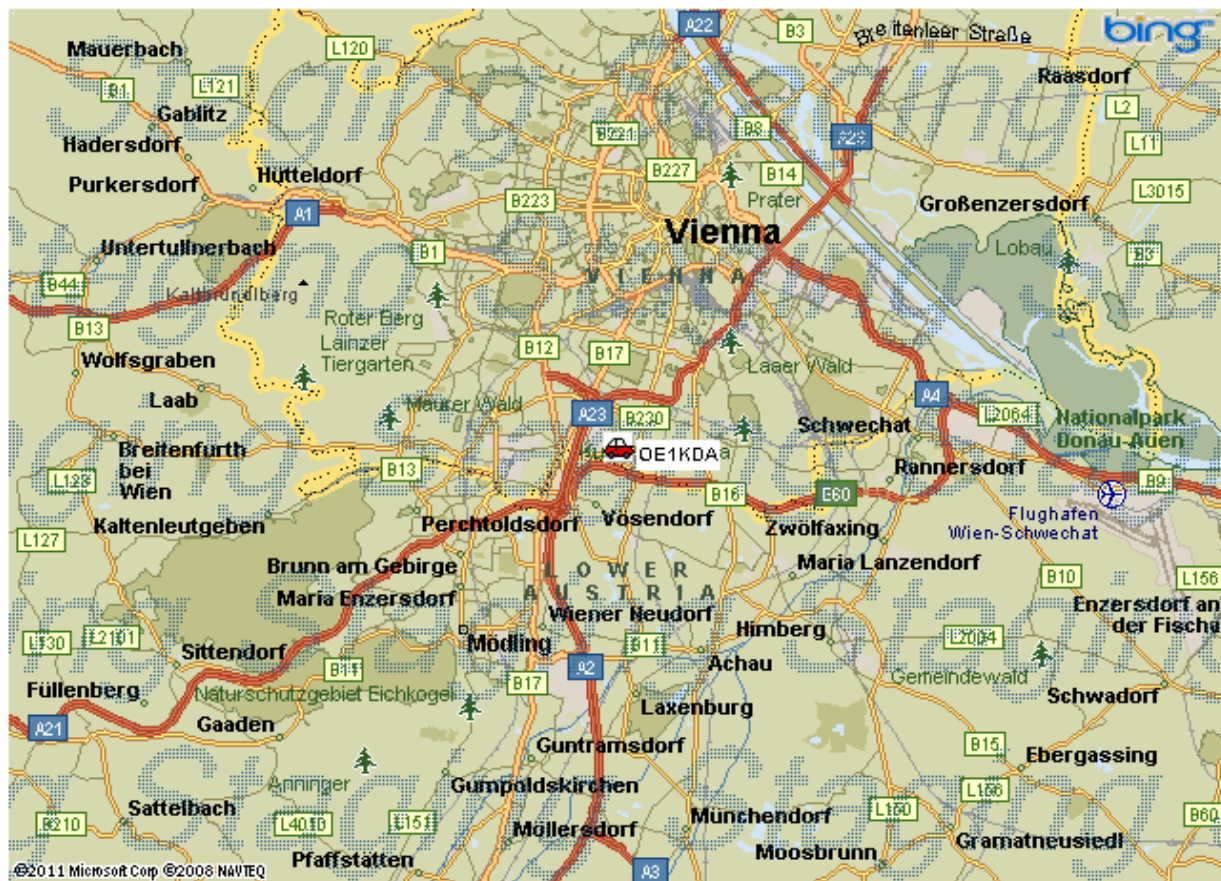 A22
B3
Breitenleer Straße
bing
Mauerbach
L120
Raasdorf
B1
L121
L2
Gablitz
B221
B8
A23
L11
Hadersdorf
B227
B14
Purkersdorf
Hütteldorf
B223
Prater
L3015
Großenzersdorf
A1
Vienna
Untertullnerbach
B1
Lobau
B3
B44
VIENNA
Kaltbründlberg
B13
Roter Berg
Lainzer
Tiergarten
B12
B17
Wolfsgraben
Laaer Wald
Laab
Maurer Wald
A23
B230
A4
L2064
Schwechat
Nationalpark
Donau-Auen
Breitenfurth
bei
Wien
B13
OE1KDA
Rannersdorf
L123
B16
E60
B9
Kaltenleutgeben
Perchtoldsdorf
Vösendorf
Zwölfaxing
Flughafen
Wien-Schwechat
L127
Brunn am Gebirge
LOWER
AUSTRIA
Maria Lanzendorf
B10
L156
Maria Enzersdorf
Enzersdorf an
der Fischa
Wiener Neudorf
L130
L2101
Mödling
B11
Himberg
L2004
Sittendorf
B11
A2
Achau
Füllenberg
Naturschutzgebiet Eichkogel
B17
Gemeindewald
Schwadorf
A21
Gaaden
Laxenburg
Guntramsdorf
B15
Ebergassing
Anninger
Gumpoldskirchen
L156
Sattelbach
L150
B60
B210
L4010
L151
Möllersdorf
Münchendorf
Gramatneusiedl
Pfaffstätten
A3
Moosbrunn
©2011 Microsoft Corp ©2008 NAVTEQ